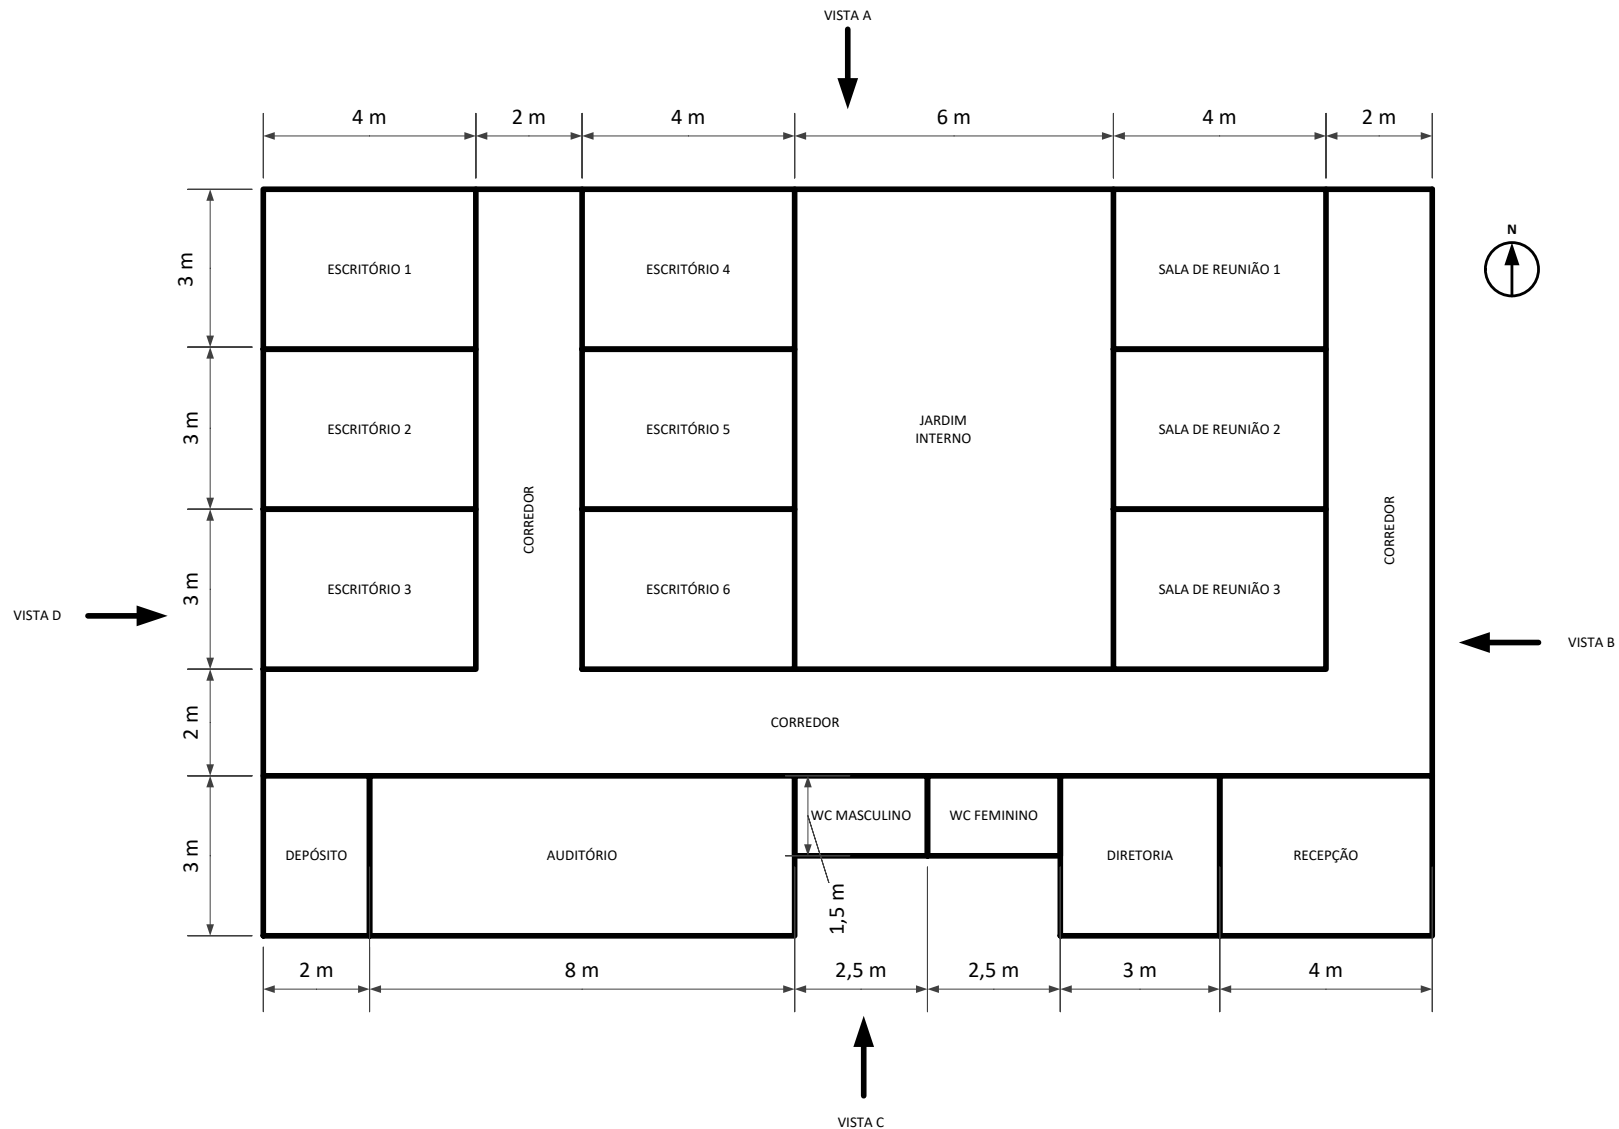 VISTA A
4 m
2 m
4 m
6 m
4 m
2 m
3 m
ESCRITÓRIO 1
ESCRITÓRIO 4
SALA DE REUNIÃO 1
N
3 m
ESCRITÓRIO 2
ESCRITÓRIO 5
JARDIM
INTERNO
SALA DE REUNIÃO 2
CORREDOR
CORREDOR
3 m
ESCRITÓRIO 3
ESCRITÓRIO 6
SALA DE REUNIÃO 3
VISTA D
VISTA B
2 m
CORREDOR
3 m
DEPÓSITO
AUDITÓRIO
WC MASCULINO
WC FEMININO
DIRETORIA
RECEPÇÃO
1,5 m
2 m
8 m
2,5 m
2,5 m
3 m
4 m
VISTA C